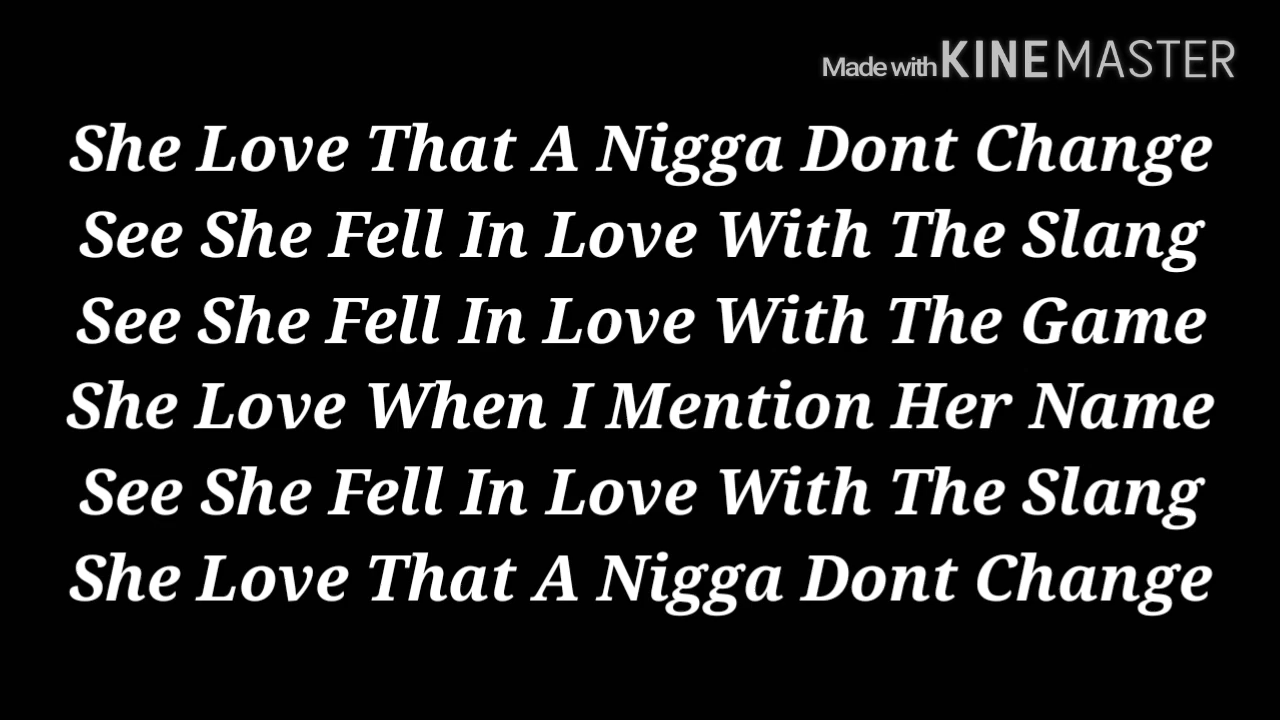 Made with KINEMASTER
She Love That A Nigga Dont Change
See She Fell In Love With The Slang
See She Fell In Love With The Game
She Love When I Mention Her Name
See She Fell In Love With The Slang
She Love That A Nigga Dont Change